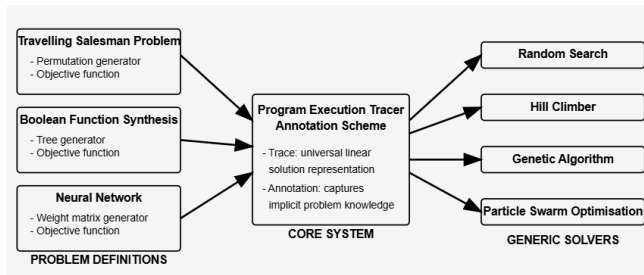 Travelling Salesman Problem
- Permutation generator
- Objective function
Boolean Function Synthesis
- Tree generator
- Objective function
Neural Network
- Weight matrix generator
- Objective function
PROBLEM DEFINITIONS
Program Execution Tracer
Annotation Scheme
- Trace: universal linear
solution representation
- Annotation: captures
implicit problem knowledge
CORE SYSTEM
Random Search
Hill Climber
Genetic Algorithm
Particle Swarm Optimisation
GENERIC SOLVERS